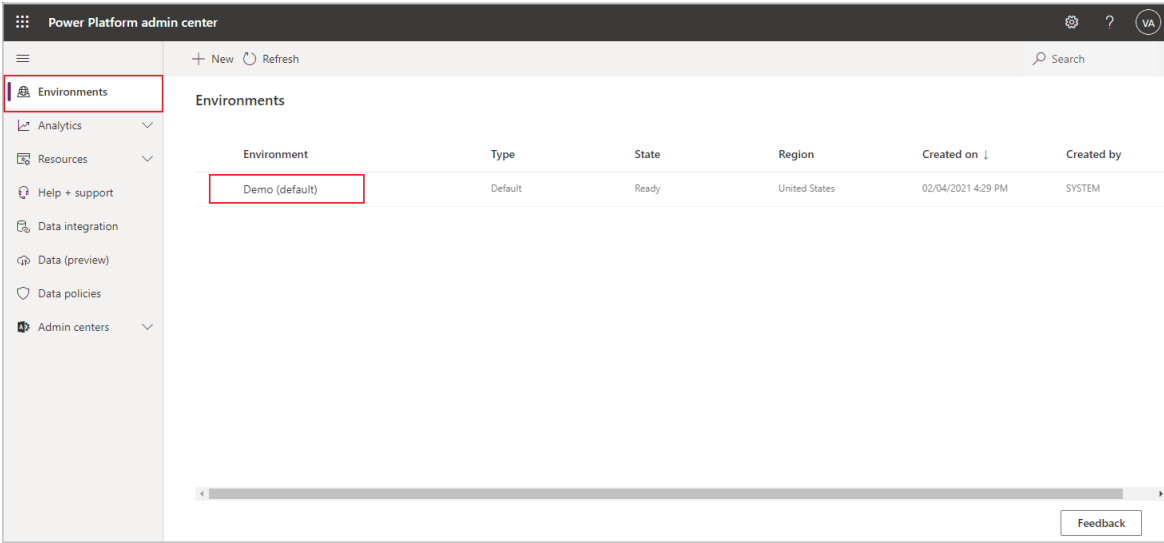 Power Platform admin center
?
VA
New
Refresh
Search
Environments
Analytics
Resources
Help + support
Data integration
Data (preview)
Data policies
Admin centers
Environments
Environment Type State Region Created on ↓ Created by
Demo (default) Default Ready United States 02/04/2021 4:29 PM SYSTEM
Feedback